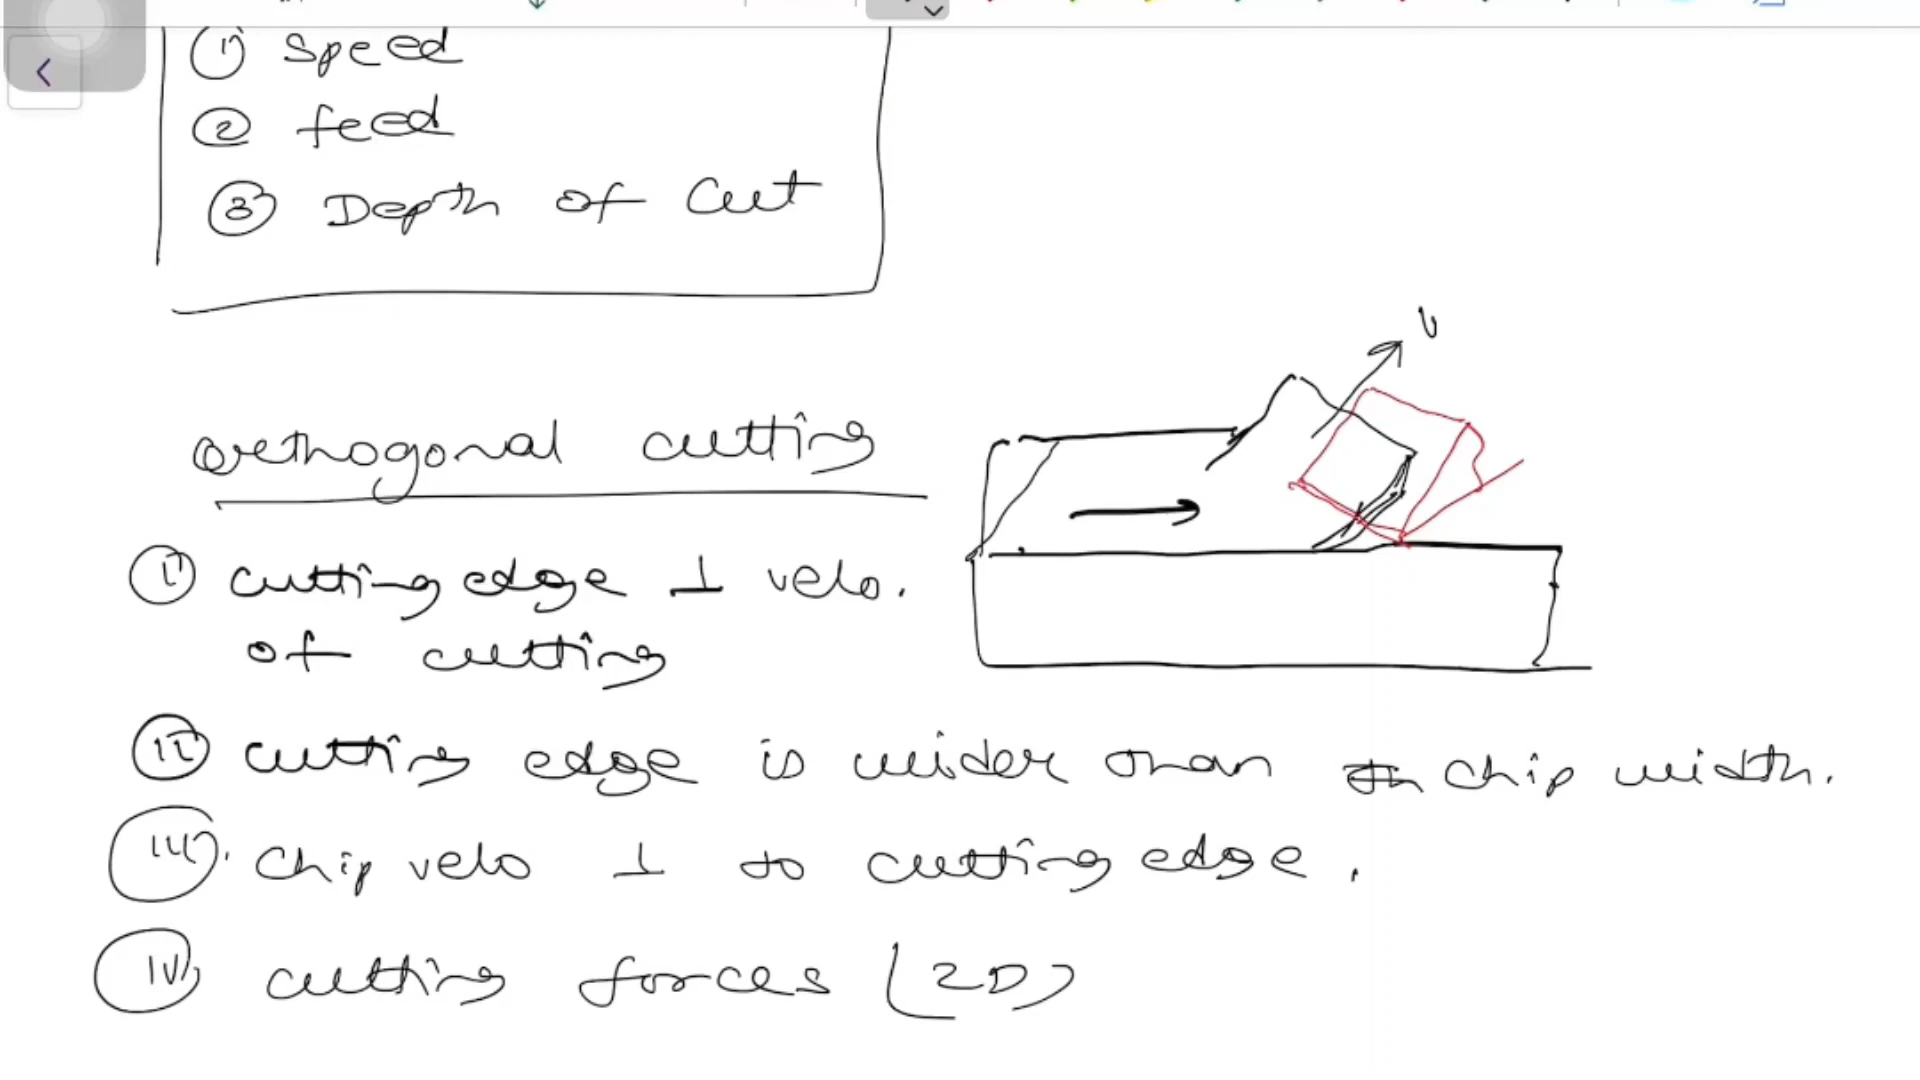 ① Speed
② feed
③ Depth of Cut
V
orthogonal cutting
ⓘ cutting edge ⊥ velo.
of cutting
ⓘⓘ cutting edge is wider than chip width.
iii). chip velo ⊥ to cutting edge.
iv) cutting forces (2D)